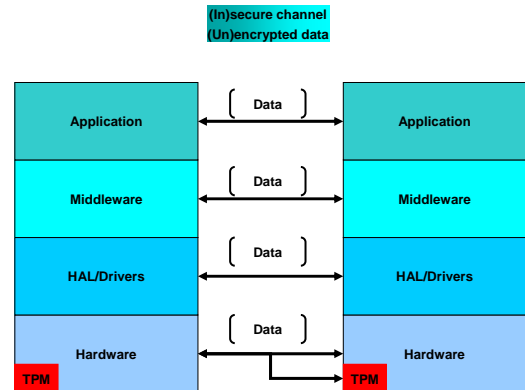 (In)secure channel
(Un)encrypted data
Data
Application
Application
Data
Middleware
Middleware
Data
HAL/Drivers
HAL/Drivers
Data
Hardware
Hardware
TPM
TPM